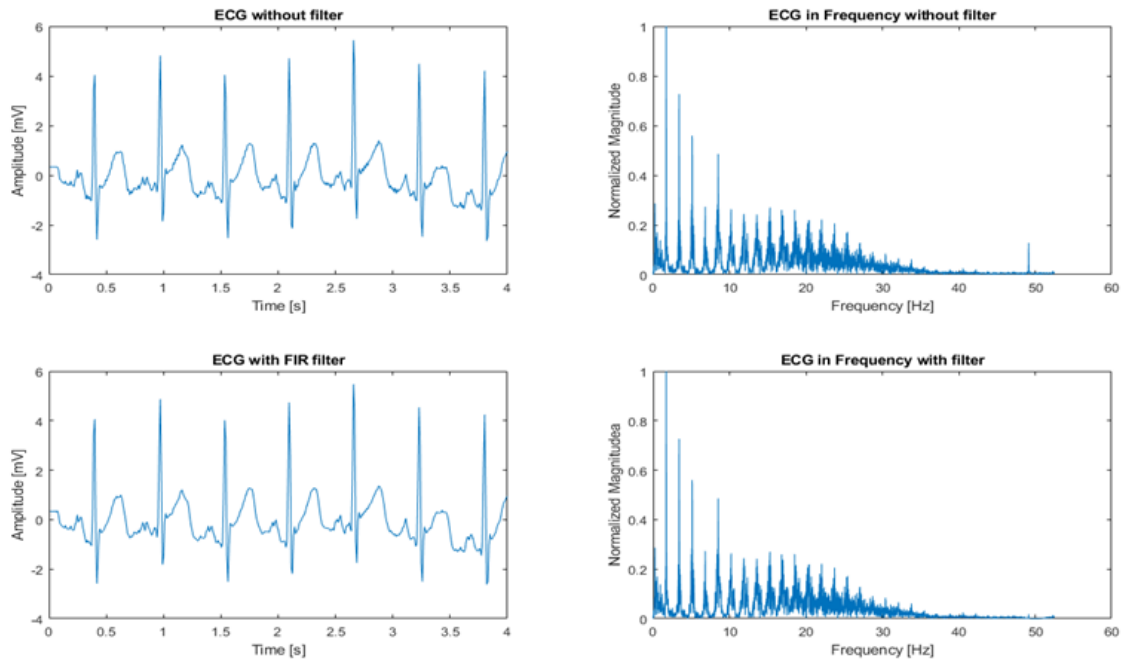 ECG without filter
Amplitude [mV]
6
4
2
0
-2
-4
0 0.5 1 1.5 2 2.5 3 3.5 4
Time [s]
ECG in Frequency without filter
Normalized Magnitude
1
0.8
0.6
0.4
0.2
0
0 10 20 30 40 50 60
Frequency [Hz]
ECG with FIR filter
Amplitude [mV]
6
4
2
0
-2
-4
0 0.5 1 1.5 2 2.5 3 3.5 4
Time [s]
ECG in Frequency with filter
Normalized Magnitudea
1
0.8
0.6
0.4
0.2
0
0 10 20 30 40 50 60
Frequency [Hz]